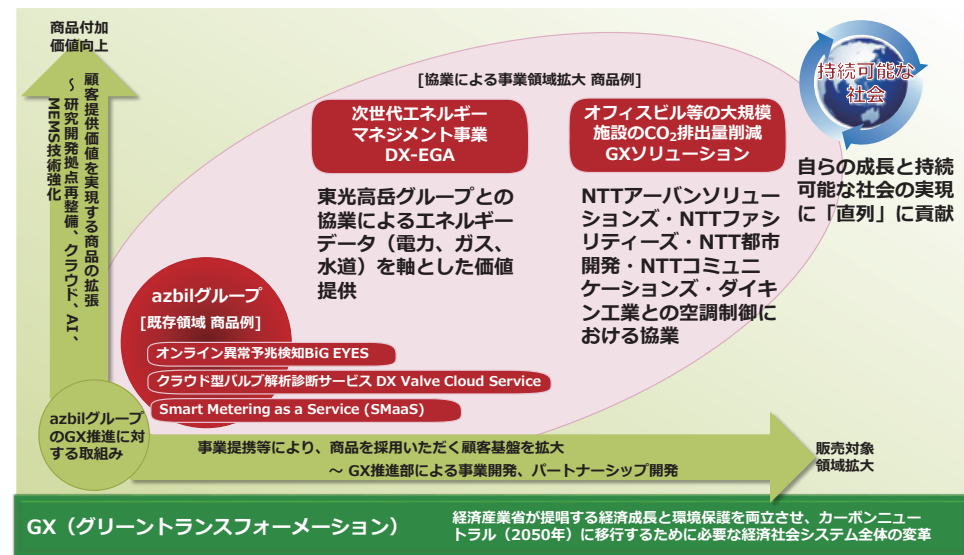 商品付加
価値向上
顧客提供価値を実現する商品の拡張
～研究開発拠点再整備、クラウド、AI、
MEMS技術強化
[協業による事業領域拡大 商品例]
次世代エネルギー
マネジメント事業
DX-EGA
東光高岳グループとの
協業によるエネルギー
データ（電力、ガス、
水道）を軸とした価値
提供
オフィスビル等の大規模
施設のCO₂排出量削減
GXソリューション
NTTアーバンソリュー
ションズ・NTTファシ
リティーズ・NTT都市
開発・NTTコミュニ
ケーションズ・ダイキ
ン工業との空調制御に
おける協業
持続可能な
社会
自らの成長と持続
可能な社会の実現
に「直列」に貢献
azbilグループ
[既存領域 商品例]
オンライン異常予兆検知BiG EYES
クラウド型バルブ解析診断サービス DX Valve Cloud Service
Smart Metering as a Service (SMaaS)
azbilグループ
のGX推進に対
する取組み
事業提携等により、商品を採用いただく顧客基盤を拡大
～ GX推進部による事業開発、パートナーシップ開発
販売対象
領域拡大
GX（グリーントランスフォーメーション）
経済産業省が提唱する経済成長と環境保護を両立させ、カーボンニュー
トラル（2050年）に移行するために必要な経済社会システム全体の変革